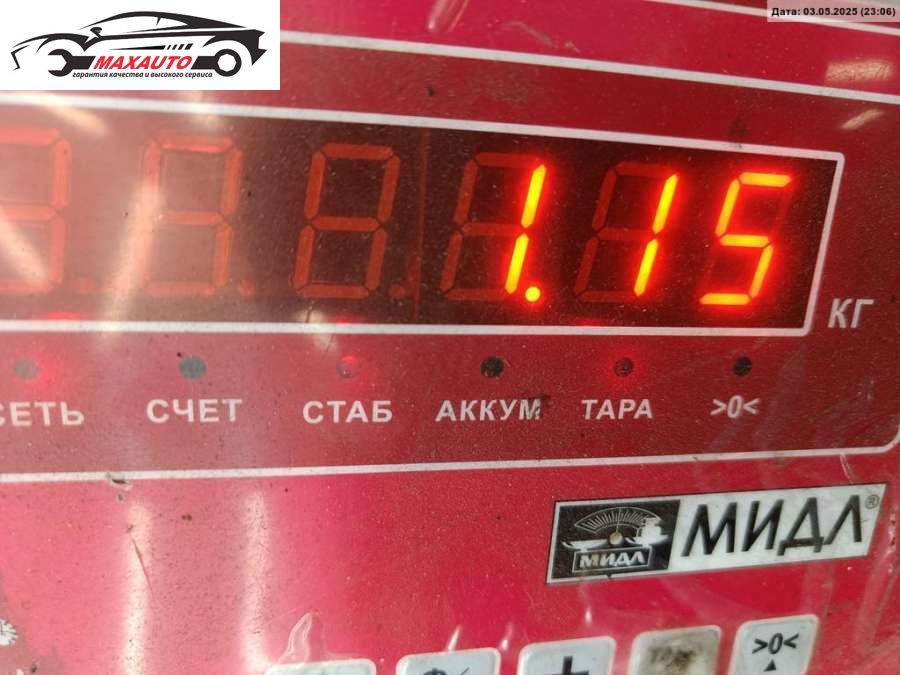 Дата: 03.05.2025 (23:06)
MAXAUTO
гарантия качества и высокого сервиса
1.15
КГ
СЕТЬ СЧЕТ СТАБ АККУМ ТАРА >0<
МИДЛ МИДЛ®
+ >0<